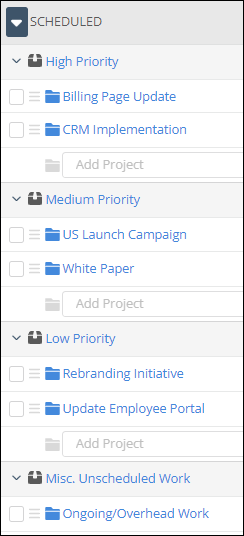 SCHEDULED
High Priority
Billing Page Update
CRM Implementation
Add Project
Medium Priority
US Launch Campaign
White Paper
Add Project
Low Priority
Rebranding Initiative
Update Employee Portal
Add Project
Misc. Unscheduled Work
Ongoing/Overhead Work